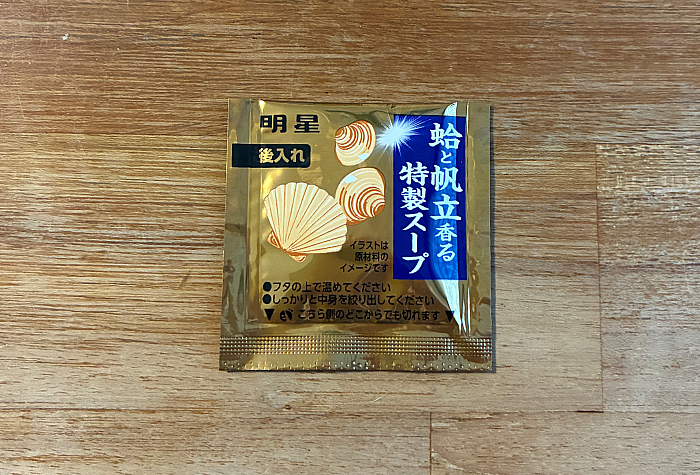 明星
後入れ
蛤と帆立香る
特製スープ
イラストは
原材料の
イメージです
●フタの上で温めてください
●しっかりと中身を絞り出してください
▼ こちら側のどこからでも切れます ▼